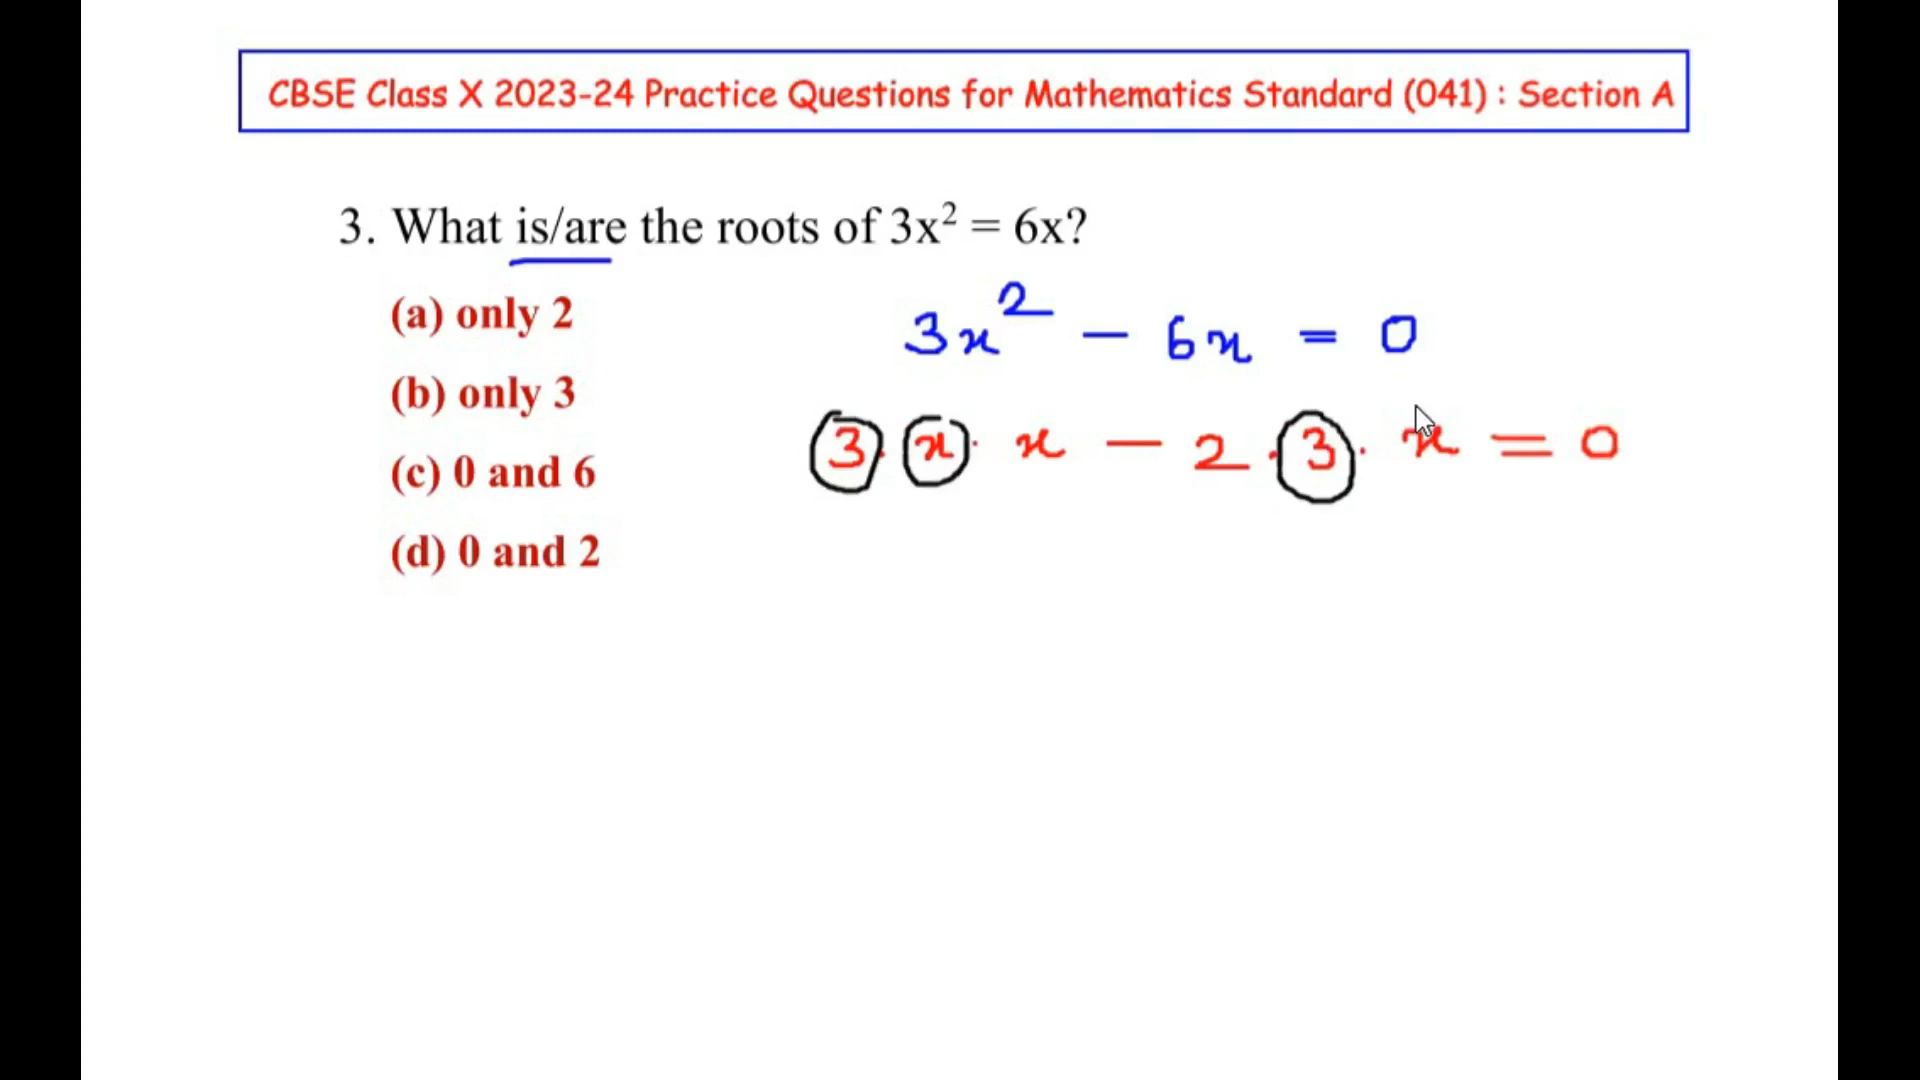 CBSE Class X 2023-24 Practice Questions for Mathematics Standard (041) : Section A
3. What is/are the roots of 3x² = 6x?
(a) only 2
3x² - 6x = 0
(b) only 3
3 . x . x - 2 . 3 . x = 0
(c) 0 and 6
(d) 0 and 2